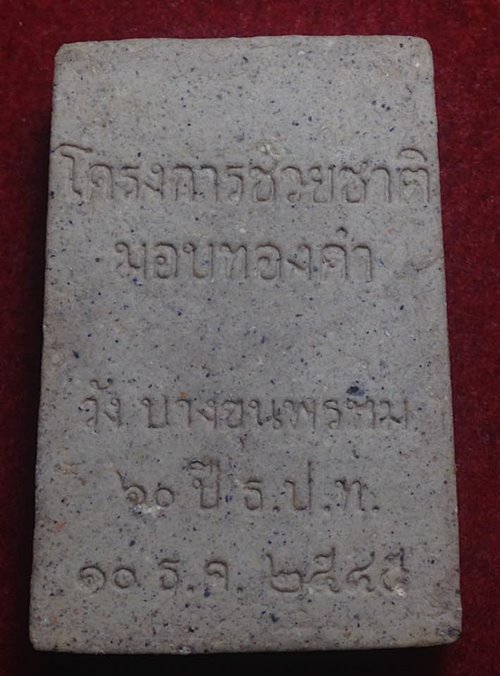 โครงการช่วยชาติ
มอบทองคำ
วัง บางขุนพรหม
๖๐ ปี ธ.ป.ท.
๑๐ ธ.ค. ๒๕๔๕